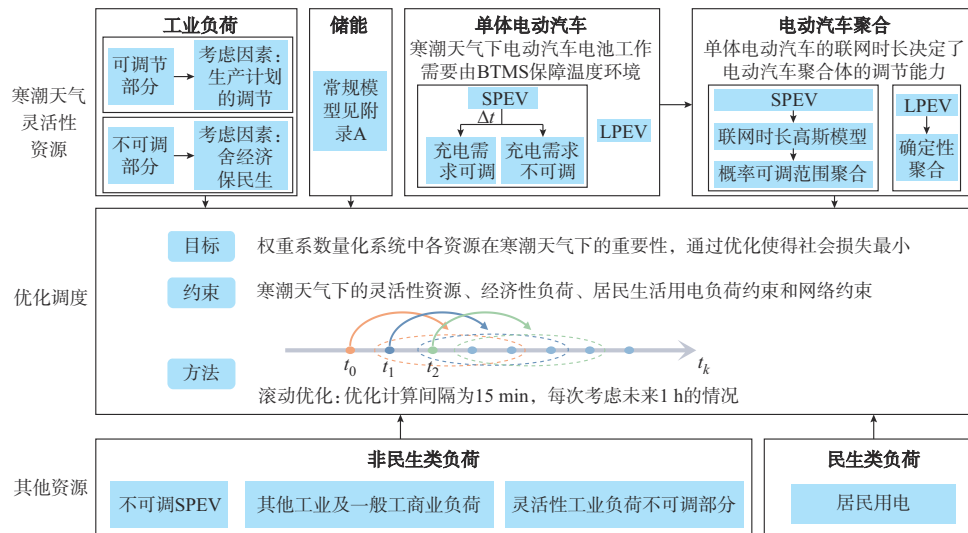 工业负荷
可调节
部分
考虑因素：
生产计划
的调节
不可调
部分
考虑因素：
舍经济
保民生
寒潮天气
灵活性
资源
储能
常规模
型见附
录A
单体电动汽车
寒潮天气下电动汽车电池工作
需要由BTMS保障温度环境
SPEV
Δt
充电需
求可调
充电需求
不可调
LPEV
电动汽车聚合
单体电动汽车的联网时长决定了
电动汽车聚合体的调节能力
SPEV
联网时长高斯模型
概率可调范围聚合
LPEV
确定性
聚合
优化调度
目标
权重系数量化系统中各资源在寒潮天气下的重要性，通过优化使得社会损失最小
约束
寒潮天气下的灵活性资源、经济性负荷、居民生活用电负荷约束和网络约束
方法
t0
t1
t2
tk
滚动优化：优化计算间隔为15 min，每次考虑未来1 h的情况
其他资源
非民生类负荷
不可调SPEV
其他工业及一般工商业负荷
灵活性工业负荷不可调部分
民生类负荷
居民用电